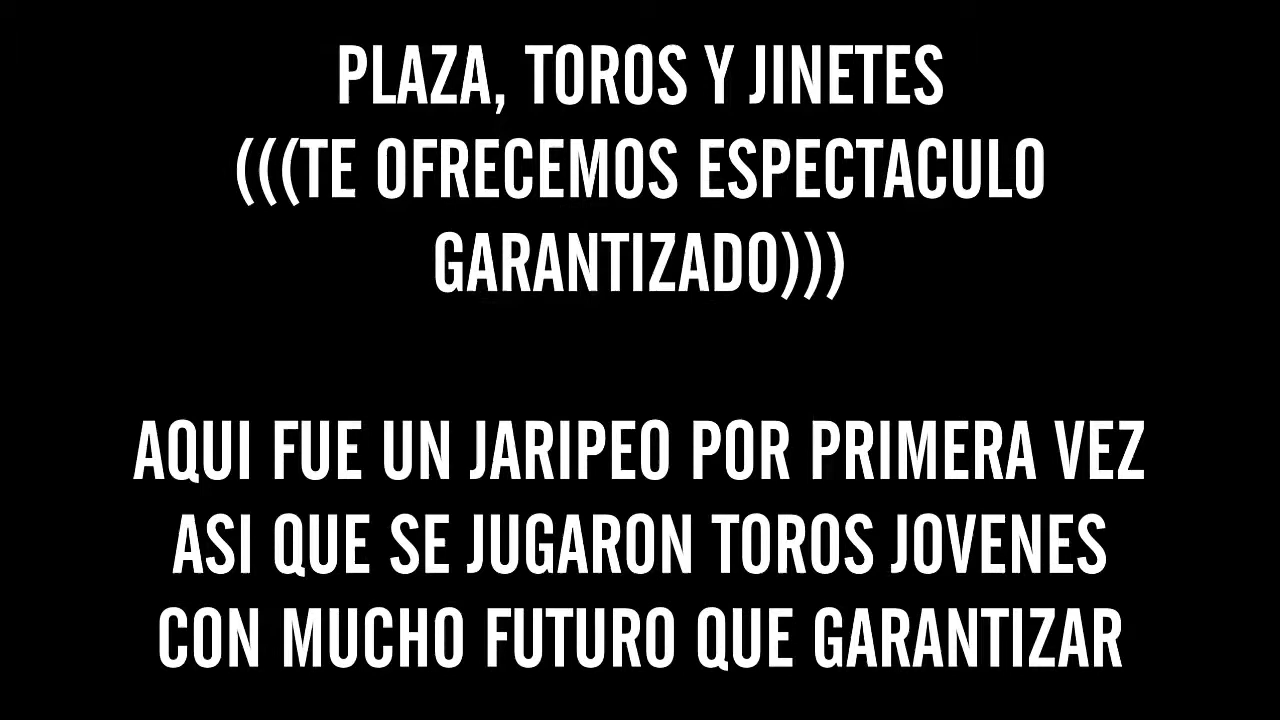 PLAZA, TOROS Y JINETES
(((TE OFRECEMOS ESPECTACULO
GARANTIZADO)))
AQUI FUE UN JARIPEO POR PRIMERA VEZ
ASI QUE SE JUGARON TOROS JOVENES
CON MUCHO FUTURO QUE GARANTIZAR